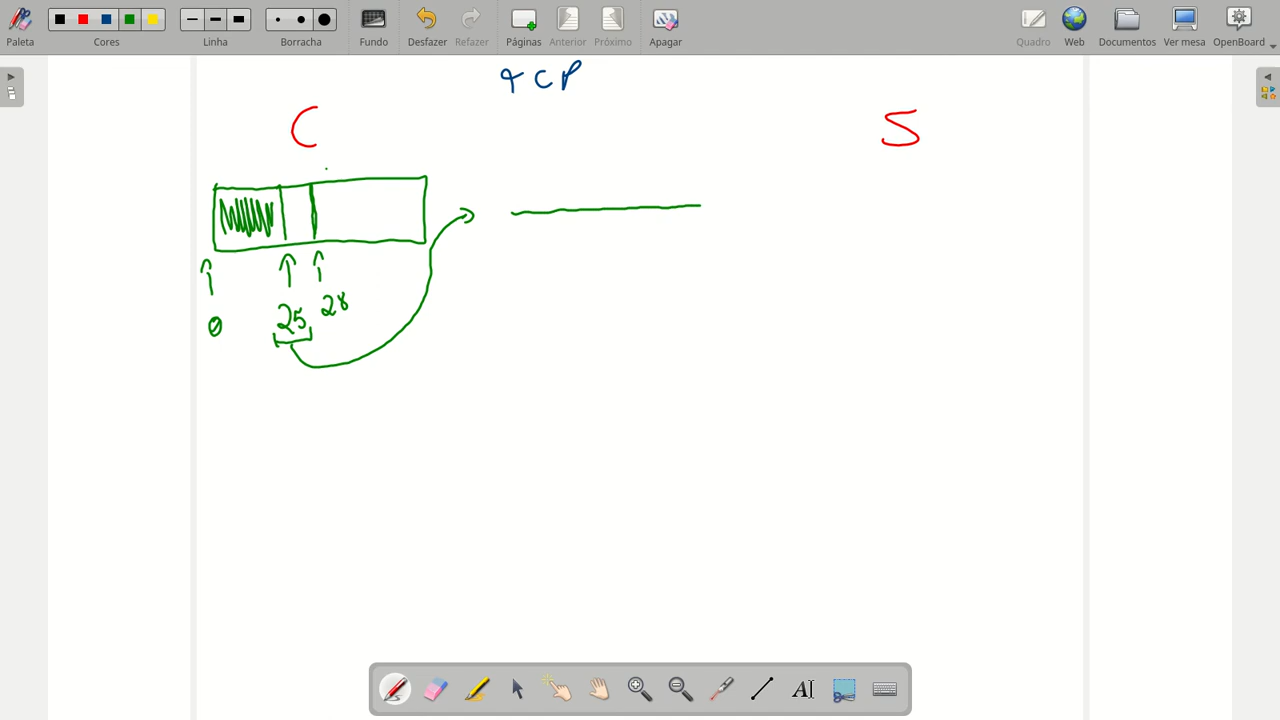 Paleta Cores Linha Borracha Fundo Desfazer Refazer Páginas Anterior Próximo Apagar Quadro Web Documentos Ver mesa OpenBoard
TCP
C S
0 25 28